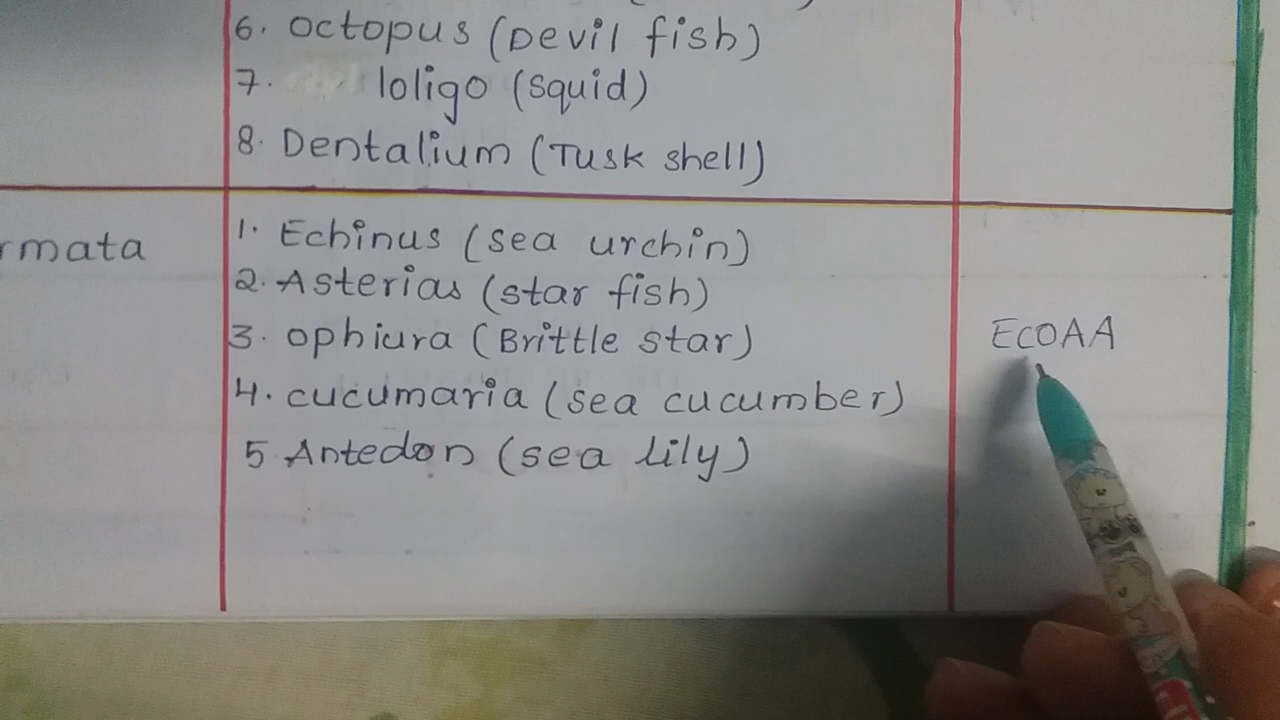 6. Octopus (Devil fish)
7. loligo (squid)
8. Dentalium (Tusk shell)
rmata
1. Echinus (sea urchin)
2. Asterias (star fish)
3. ophiura (Brittle star)
4. cucumaria (sea cucumber)
5 Antedon (sea lily)
EcOAA